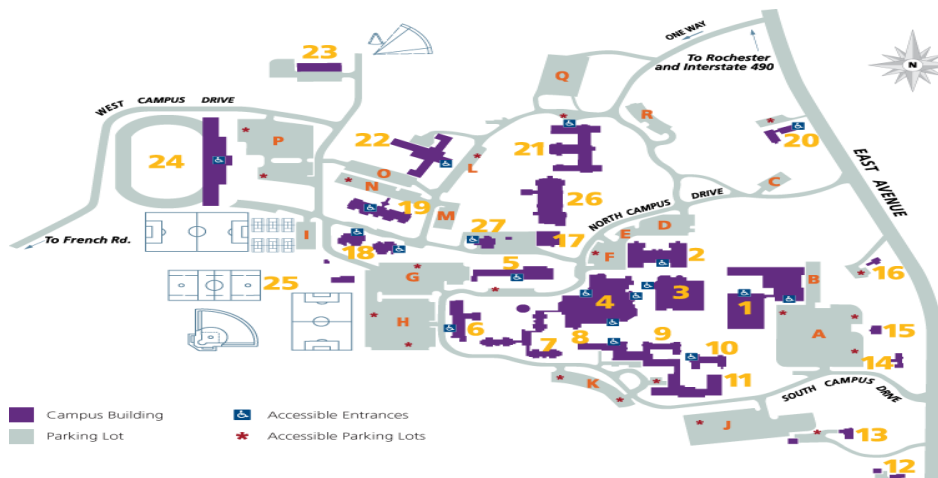 23
ONE WAY
To Rochester
and Interstate 490
N
Q
WEST CAMPUS DRIVE
R
P
22
21
20
24
L
O
C
N
EAST AVENUE
26
19
M
NORTH CAMPUS DRIVE
To French Rd.
I
27
17
E
D
18
F
2
5
16
25
G
B
4
3
1
H
6
A
15
8
9
7
10
14
K
11
SOUTH CAMPUS DRIVE
Campus Building
Accessible Entrances
J
Parking Lot
Accessible Parking Lots
13
12